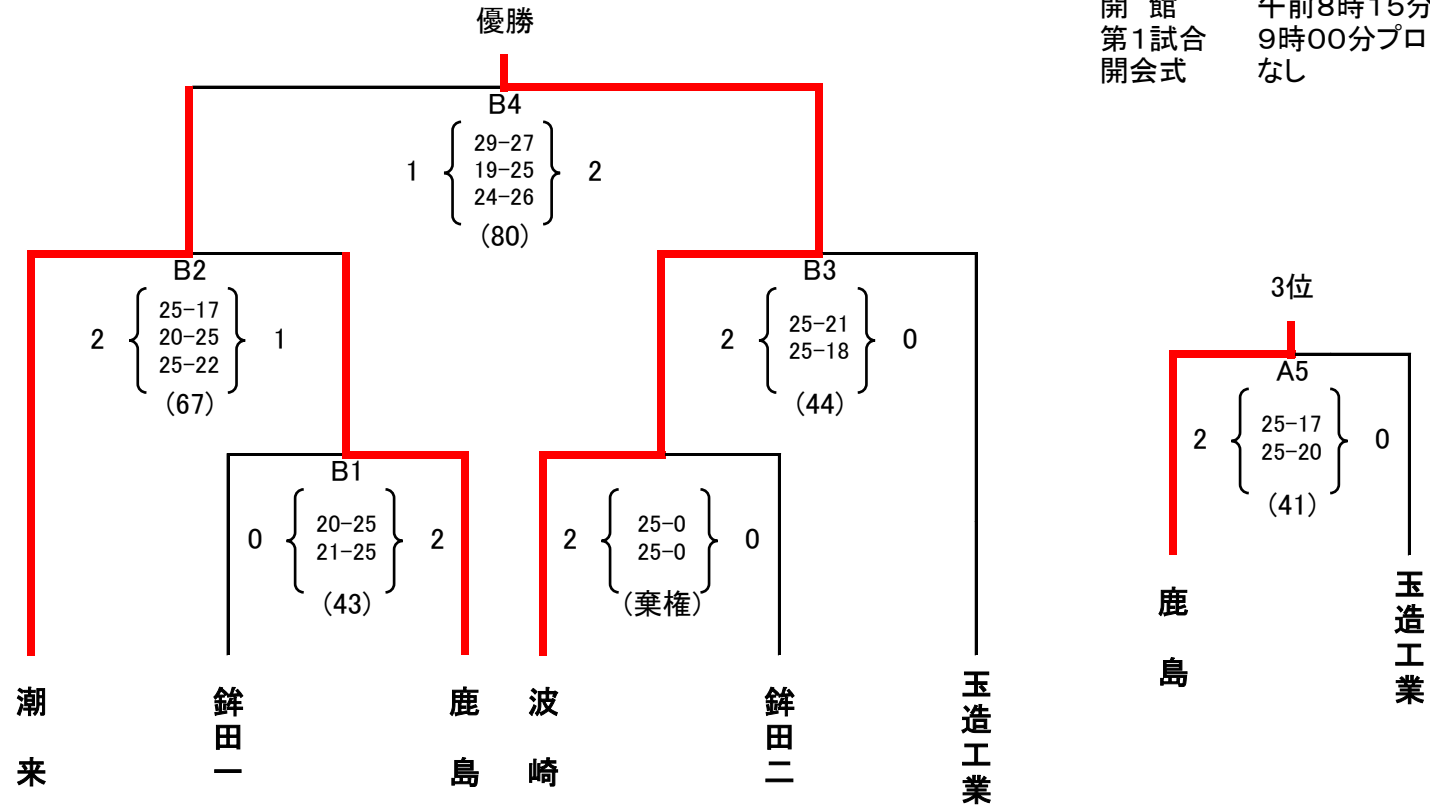 優勝
開 館 午前8時15分
第1試合 9時00分プロ
開会式 なし
B4
1 29-27 2
19-25
24-26
(80)
B2
2 25-17 1
20-25
25-22
(67)
B3
2 25-21 0
25-18
(44)
3位
A5
2 25-17 0
25-20
(41)
B1
0 20-25 2
21-25
(43)
2 25-0 0
25-0
(棄権)
潮来
鉾田一
鹿島
波崎
鉾田二
玉造工業
鹿島
玉造工業